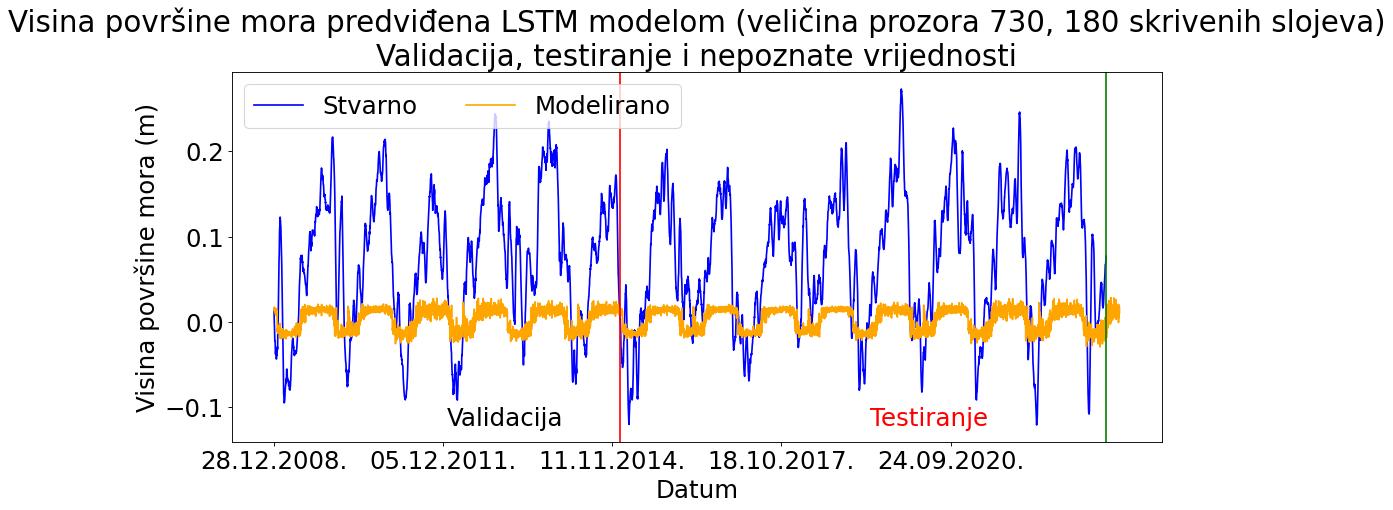 Visina površine mora predviđena LSTM modelom (veličina prozora 730, 180 skrivenih slojeva)
Validacija, testiranje i nepoznate vrijednosti
Stvarno Modelirano
Visina površine mora (m)
0.2
0.1
0.0
−0.1
Validacija Testiranje
28.12.2008. 05.12.2011. 11.11.2014. 18.10.2017. 24.09.2020.
Datum